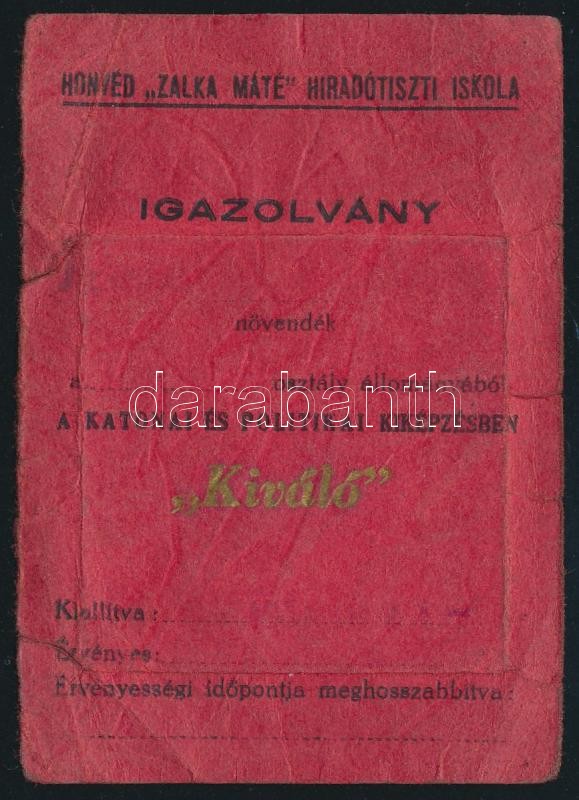 HONVÉD „ZALKA MÁTÉ” HIRADÓTISZTI ISKOLA
IGAZOLVÁNY
növendék
a osztály állományából
A KATONAI ÉS POLITIKAI KIKÉPZÉSBEN
„Kiváló”
Kiállítva:
Érvényes:
Érvényességi időpontja meghosszabbítva:
darabanth